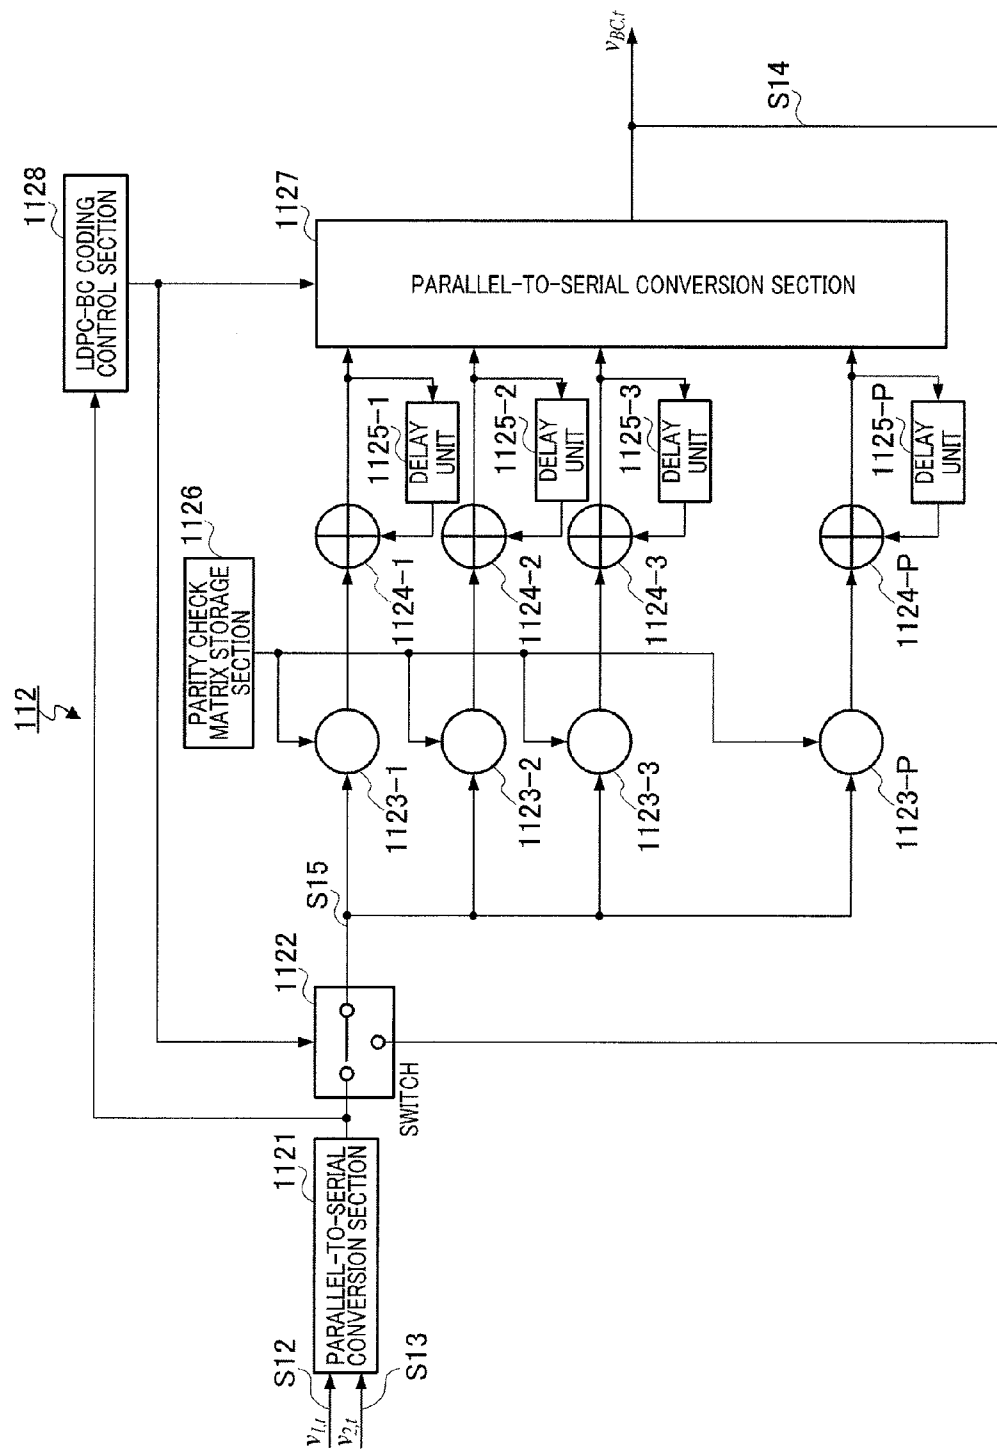 112
1128
LDPC-BC CODING
CONTROL SECTION
1126
PARITY CHECK
MATRIX STORAGE
SECTION
1127
PARALLEL-TO-SERIAL CONVERSION SECTION
v1,t
S12
v2,t
S13
1121
PARALLEL-TO-SERIAL
CONVERSION SECTION
1122
SWITCH
S15
1123-1
1124-1
1125-1
DELAY
UNIT
1123-2
1124-2
1125-2
DELAY
UNIT
1123-3
1124-3
1125-3
DELAY
UNIT
1123-P
1124-P
1125-P
DELAY
UNIT
vBC,t
S14